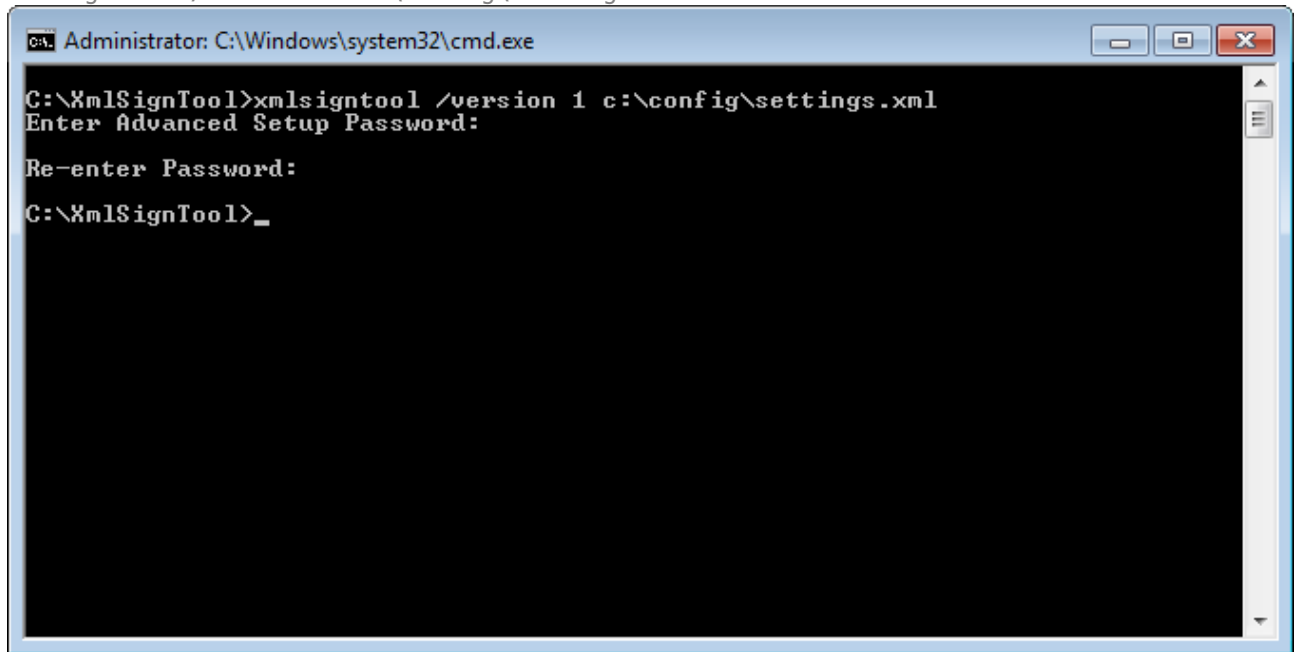 Administrator: C:\Windows\system32\cmd.exe
C:\XmlSignTool>xmlsigntool /version 1 c:\config\settings.xml
Enter Advanced Setup Password:
Re-enter Password:
C:\XmlSignTool>_